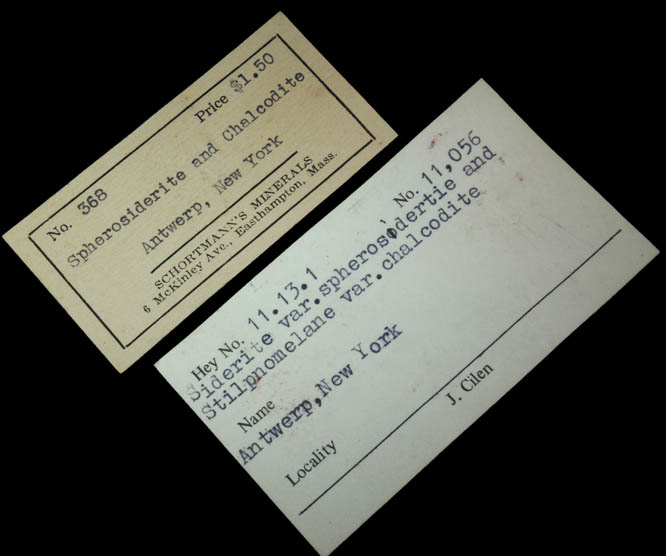 No. 368 Price $1.50
Spherosiderite and Chalcodite
Antwerp, New York
SCHORTMANN'S MINERALS
6 McKinley Ave., Easthampton, Mass.
Hey No. 11.13.1 No. 11,056
Siderite var.spherosodertie and
Stilpnomelane var.chalcodite
Name
Antwerp,New York
Locality
J. Cilen